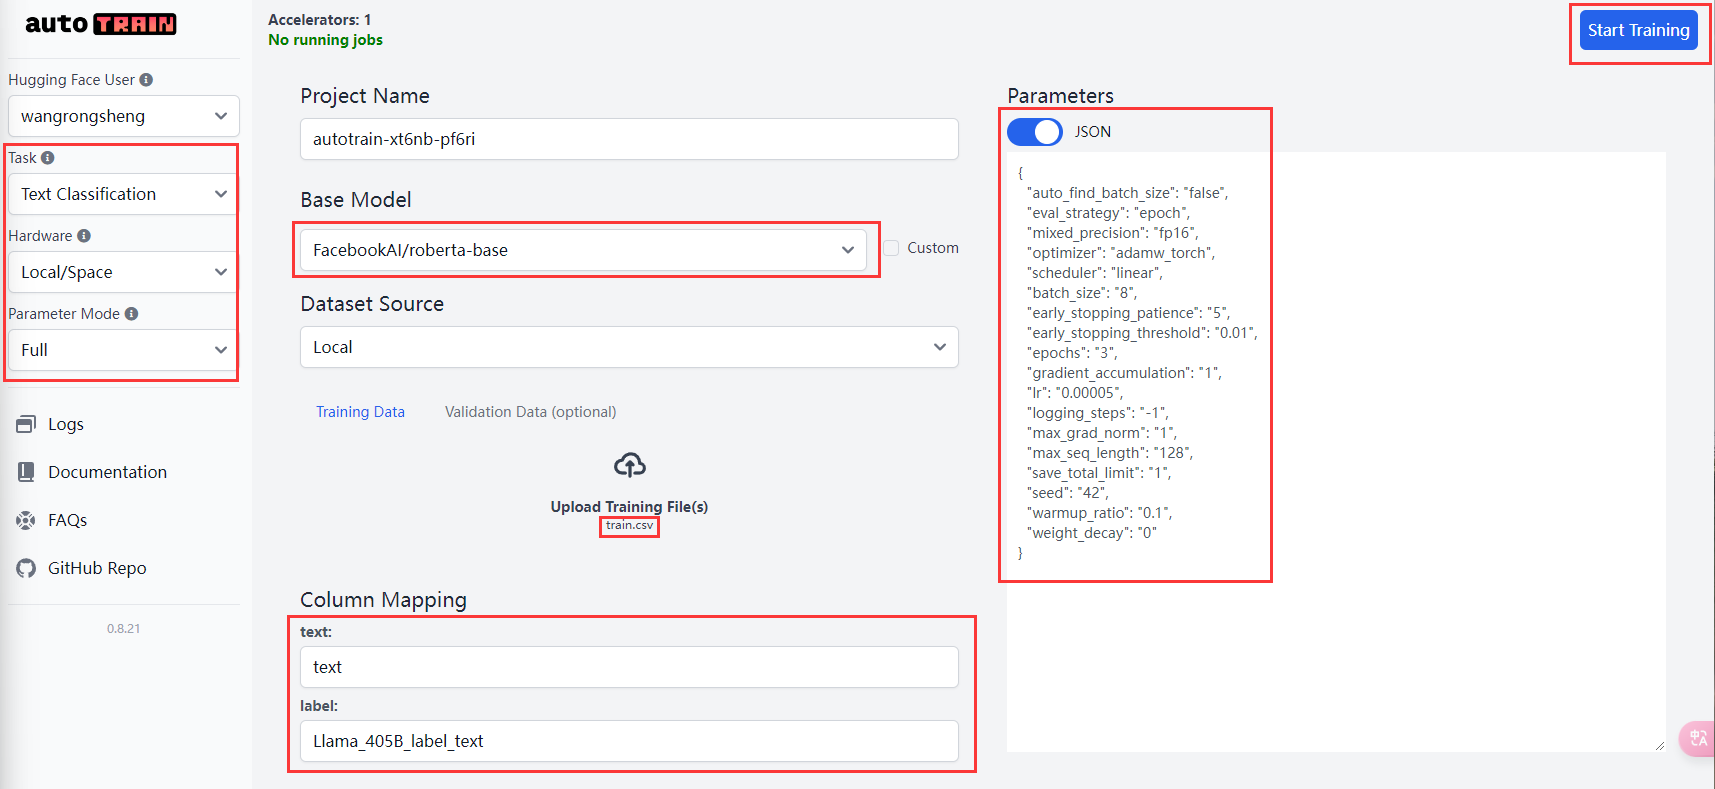 auto TRAIN
Hugging Face User
wangrongsheng
Task
Text Classification
Hardware
Local/Space
Parameter Mode
Full
Logs
Documentation
FAQs
GitHub Repo
0.8.21
Accelerators: 1
No running jobs
Start Training
Project Name
autotrain-xt6nb-pf6ri
Base Model
FacebookAI/roberta-base
Custom
Dataset Source
Local
Training Data
Validation Data (optional)
Upload Training File(s)
train.csv
Column Mapping
text:
text
label:
Llama_405B_label_text
Parameters
JSON
{
"auto_find_batch_size": "false",
"eval_strategy": "epoch",
"mixed_precision": "fp16",
"optimizer": "adamw_torch",
"scheduler": "linear",
"batch_size": "8",
"early_stopping_patience": "5",
"early_stopping_threshold": "0.01",
"epochs": "3",
"gradient_accumulation": "1",
"lr": "0.00005",
"logging_steps": "-1",
"max_grad_norm": "1",
"max_seq_length": "128",
"save_total_limit": "1",
"seed": "42",
"warmup_ratio": "0.1",
"weight_decay": "0"
}
中A